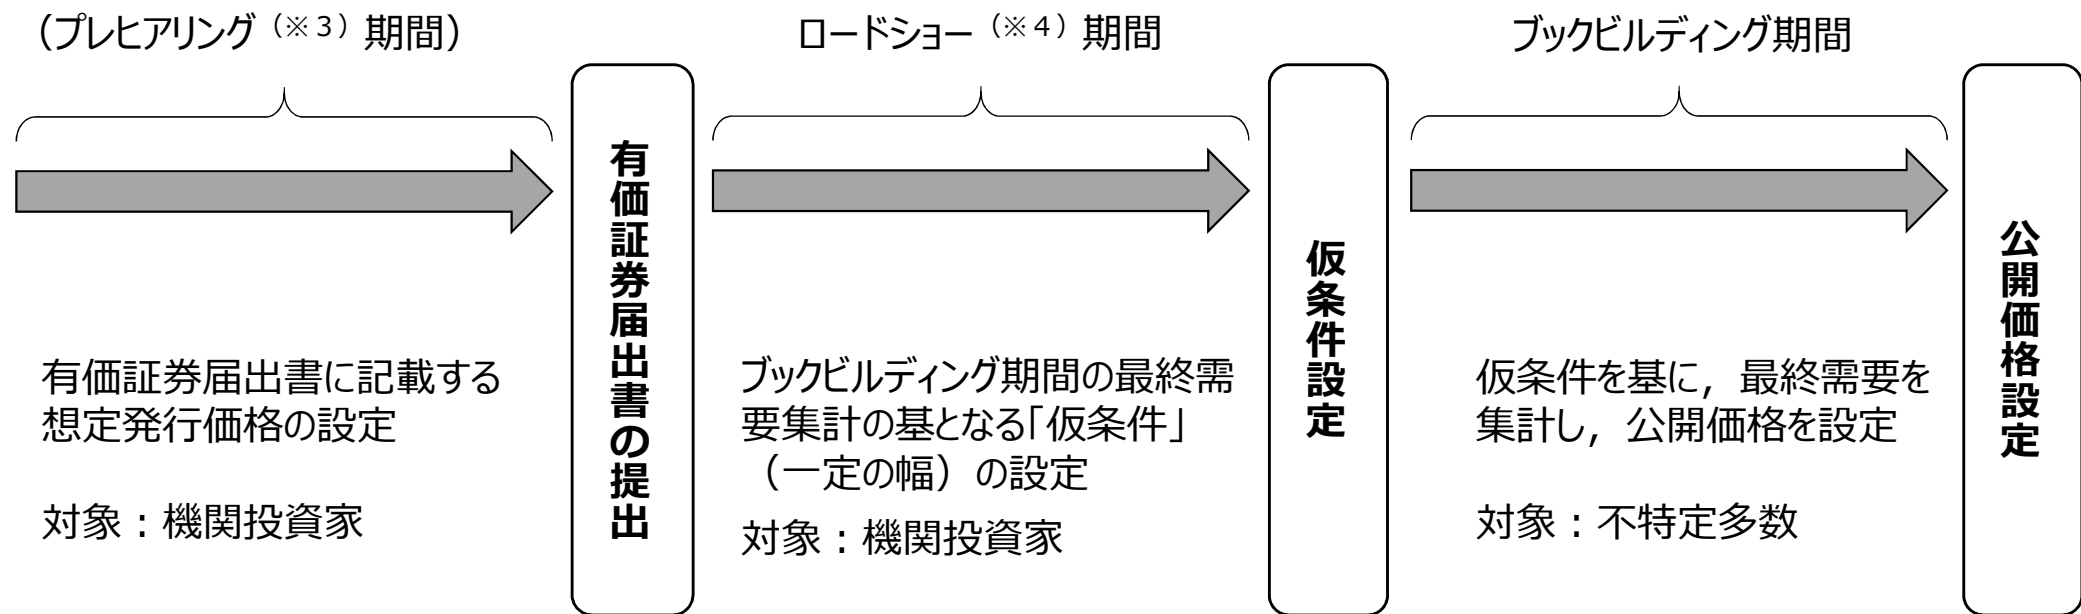 （プレヒアリング（※３）期間）
有価証券届出書に記載する
想定発行価格の設定
対象：機関投資家
有価証券届出書の提出
ロードショー（※４）期間
ブックビルディング期間の最終需
要集計の基となる「仮条件」
（一定の幅）の設定
対象：機関投資家
仮条件設定
ブックビルディング期間
仮条件を基に，最終需要を
集計し，公開価格を設定
対象：不特定多数
公開価格設定